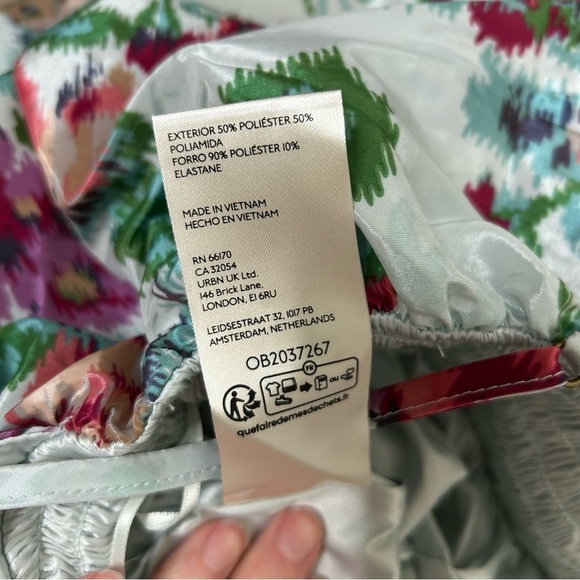 EXTERIOR 50% POLIÉSTER 50%
POLIAMIDA
FORRO 90% POLIÉSTER 10%
ELASTANE
MADE IN VIETNAM
HECHO EN VIETNAM
RN 66170
CA 32054
URBN UK Ltd.
146 Brick Lane,
LONDON, E1 6RU
LEIDSESTRAAT 32, 1017 PB
AMSTERDAM, NETHERLANDS
OB2037267
FR
OU
quefairedemesdechets.fr